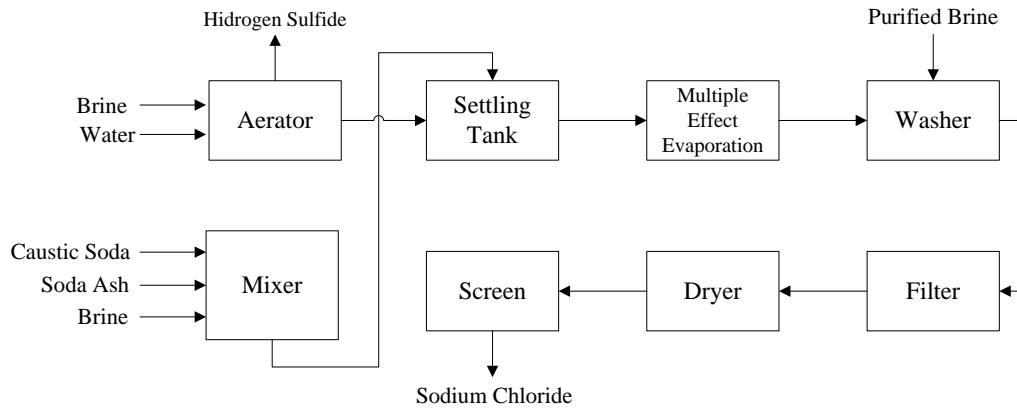 Hidrogen Sulfide
Purified Brine
Brine
Water
Aerator
Settling
Tank
Multiple
Effect
Evaporation
Washer
Caustic Soda
Soda Ash
Brine
Mixer
Screen
Dryer
Filter
Sodium Chloride